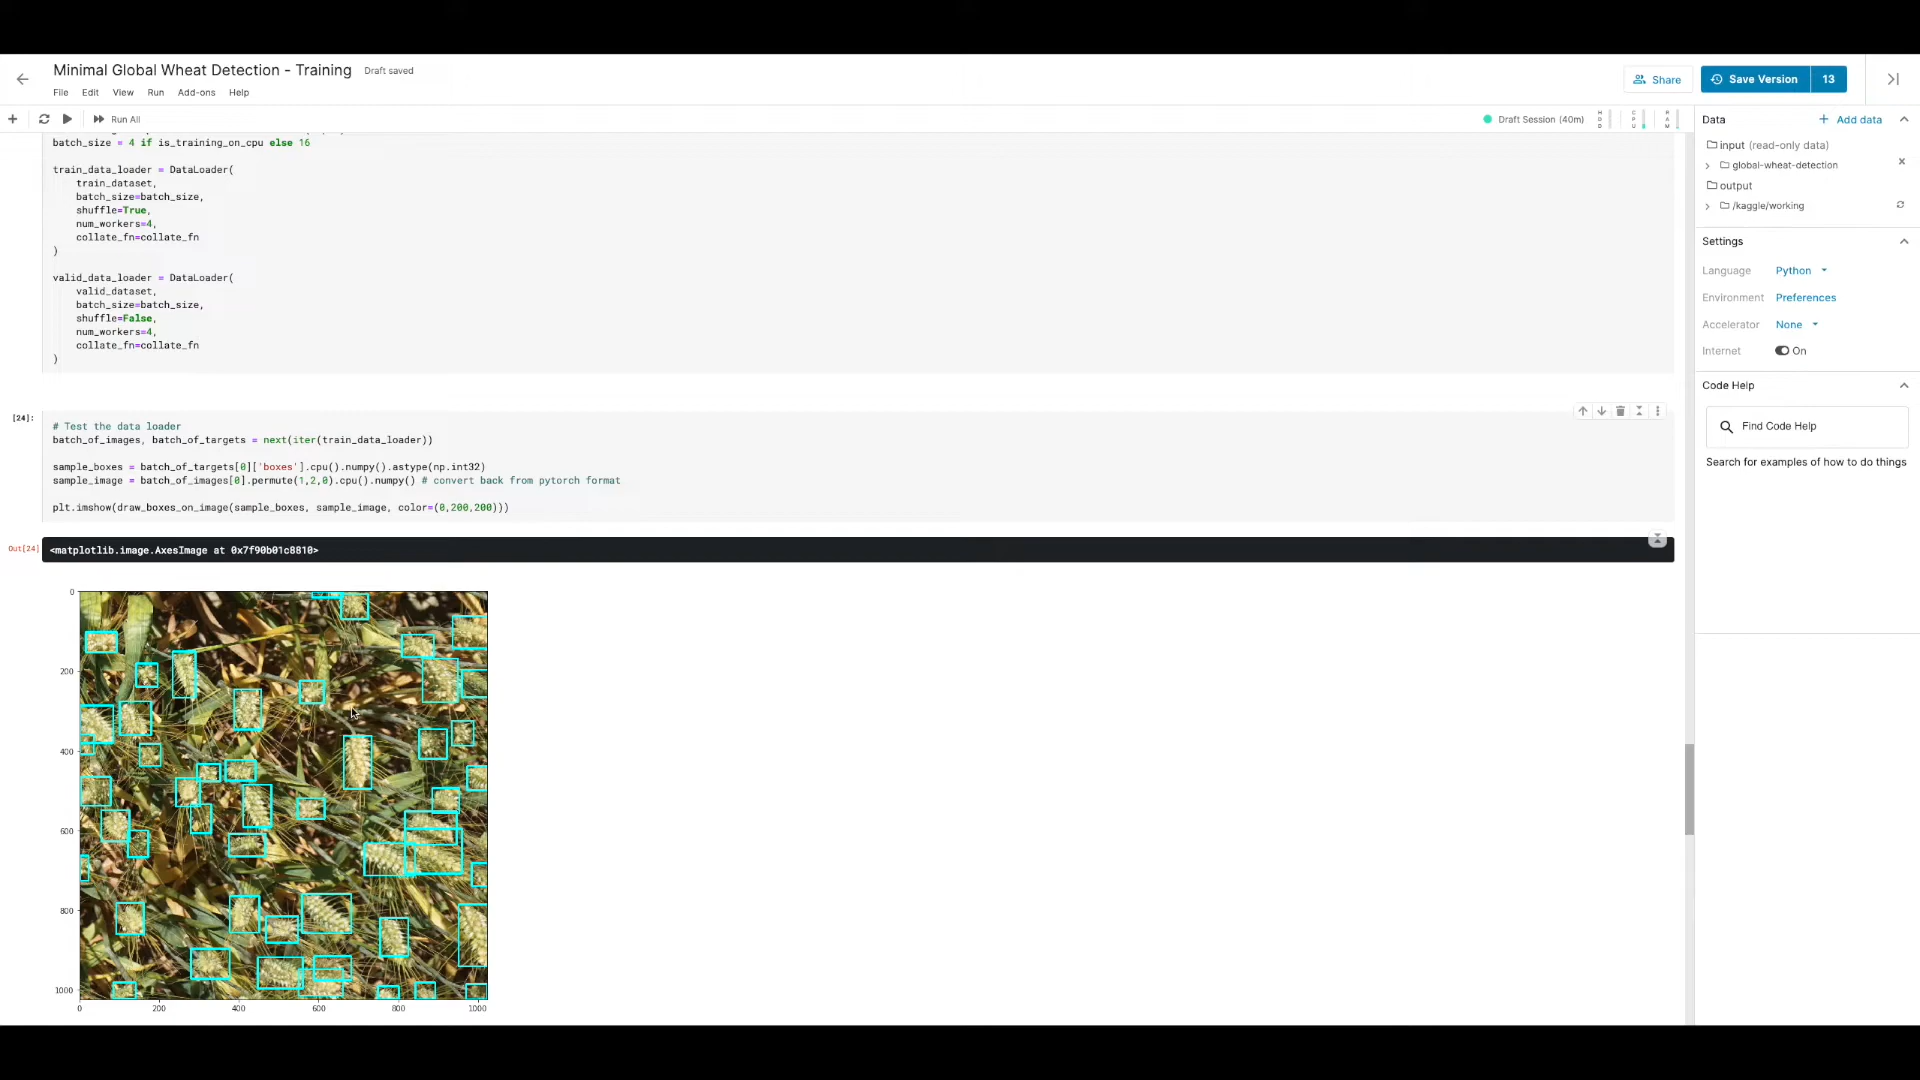 Minimal Global Wheat Detection - Training Draft saved
File Edit View Run Add-ons Help
Share
Save Version 13
Run All
Draft Session (40m)
batch_size = 4 if is_training_on_cpu else 16
train_data_loader = DataLoader(
train_dataset,
batch_size=batch_size,
shuffle=True,
num_workers=4,
collate_fn=collate_fn
)
valid_data_loader = DataLoader(
valid_dataset,
batch_size=batch_size,
shuffle=False,
num_workers=4,
collate_fn=collate_fn
)
[24]:
# Test the data loader
batch_of_images, batch_of_targets = next(iter(train_data_loader))
sample_boxes = batch_of_targets[0]['boxes'].cpu().numpy().astype(np.int32)
sample_image = batch_of_images[0].permute(1,2,0).cpu().numpy() # convert back from pytorch format
plt.imshow(draw_boxes_on_image(sample_boxes, sample_image, color=(0,200,200)))
Out[24]
<matplotlib.image.AxesImage at 0x7f90b01c8810>
0
200
400
600
800
1000
0 200 400 600 800 1000
Data
+ Add data
input (read-only data)
global-wheat-detection
output
/kaggle/working
Settings
Language Python
Environment Preferences
Accelerator None
Internet On
Code Help
Find Code Help
Search for examples of how to do things